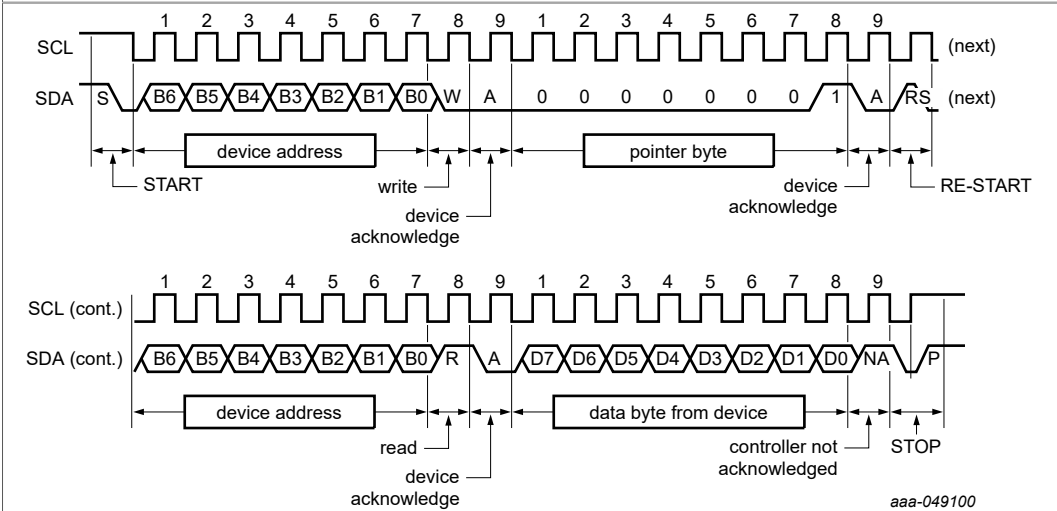 1 2 3 4 5 6 7 8 9 1 2 3 4 5 6 7 8 9
SCL (next)
SDA S B6 B5 B4 B3 B2 B1 B0 W A 0 0 0 0 0 0 0 1 A RS (next)
device address pointer byte
START write device acknowledge device acknowledge RE-START
1 2 3 4 5 6 7 8 9 1 2 3 4 5 6 7 8 9
SCL (cont.)
SDA (cont.) B6 B5 B4 B3 B2 B1 B0 R A D7 D6 D5 D4 D3 D2 D1 D0 NA P
device address data byte from device
read device acknowledge controller not acknowledged STOP
aaa-049100